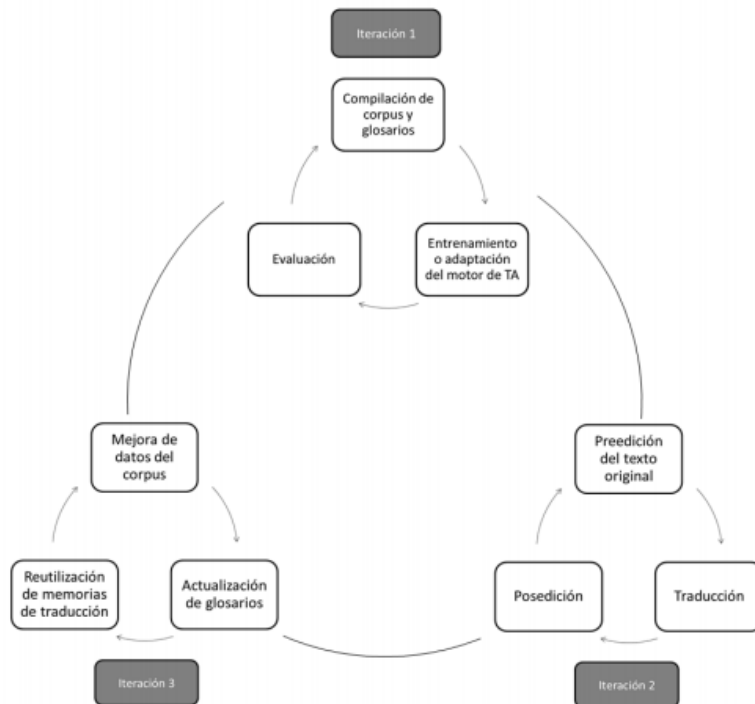 Iteración 1
Compilación de
corpus y
glosarios
Evaluación
Entrenamiento
o adaptación
del motor de TA
Mejora de
datos del
corpus
Preedición
del texto
original
Reutilización
de memorias
de traducción
Actualización
de glosarios
Posedición
Traducción
Iteración 3
Iteración 2